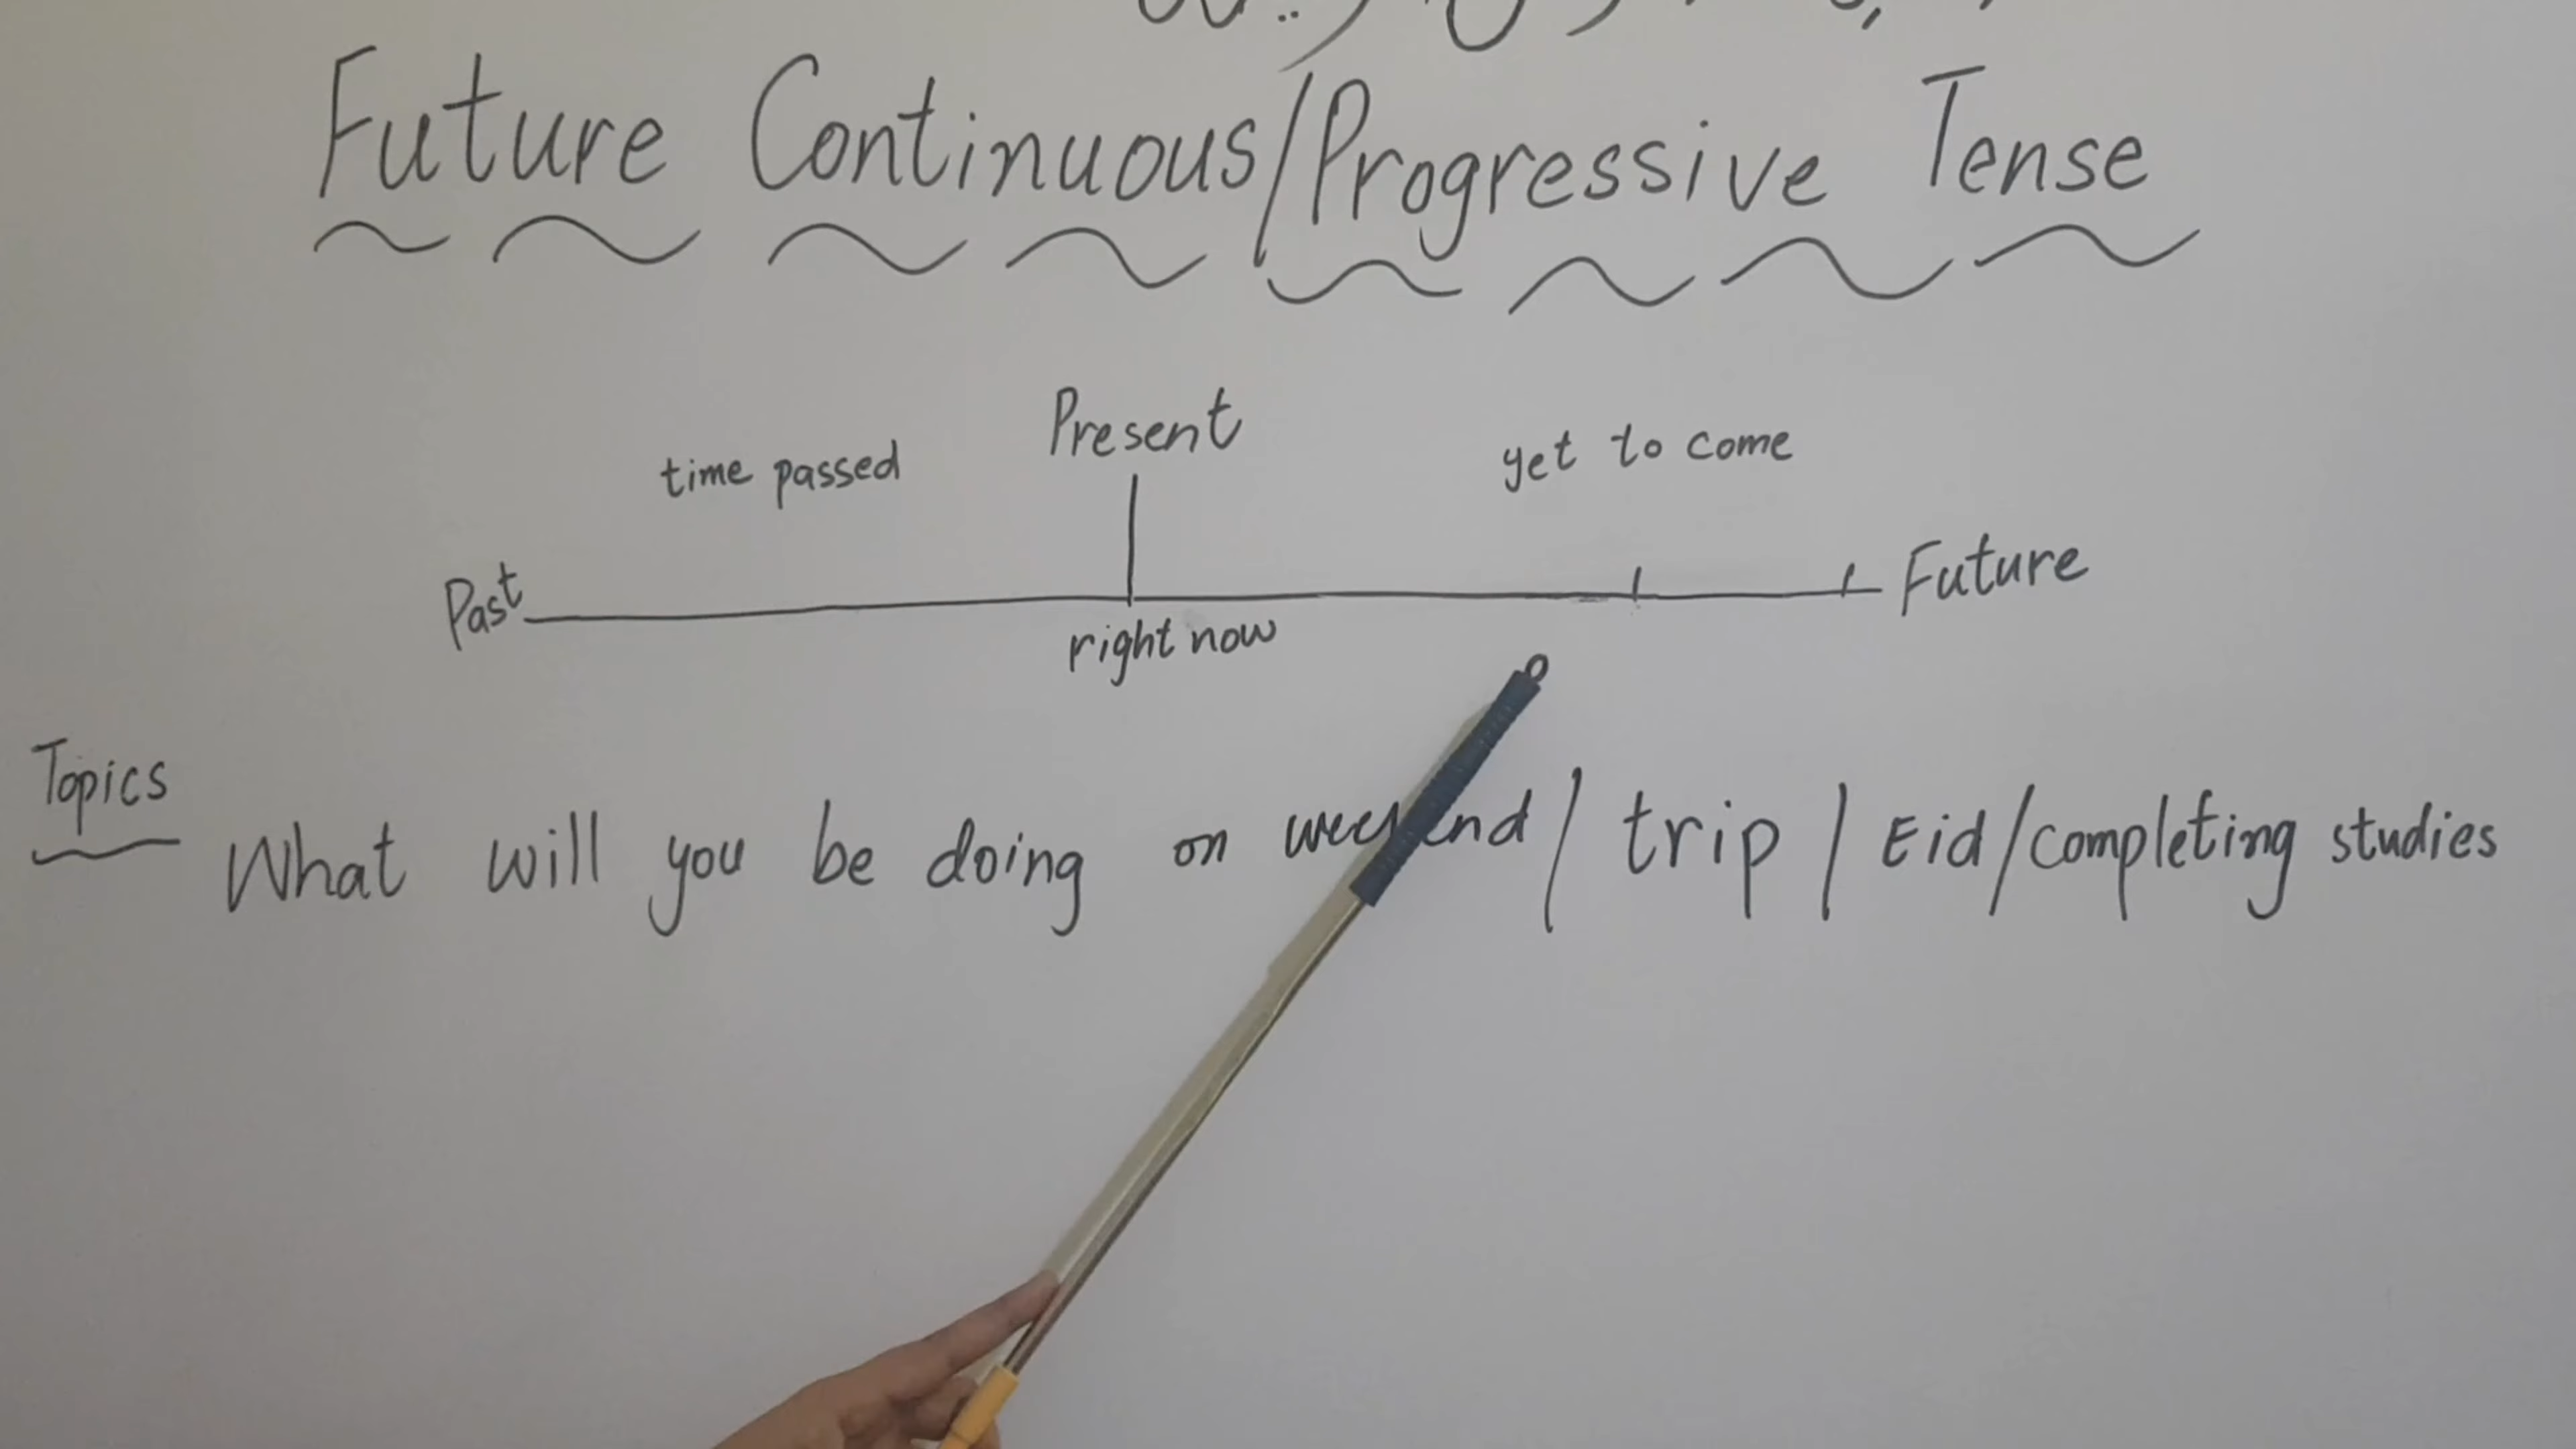 Future Continuous/Progressive Tense
Present
time passed
yet to come
Past
Future
right now
Topics
What will you be doing on weekend / trip / Eid/completing studies